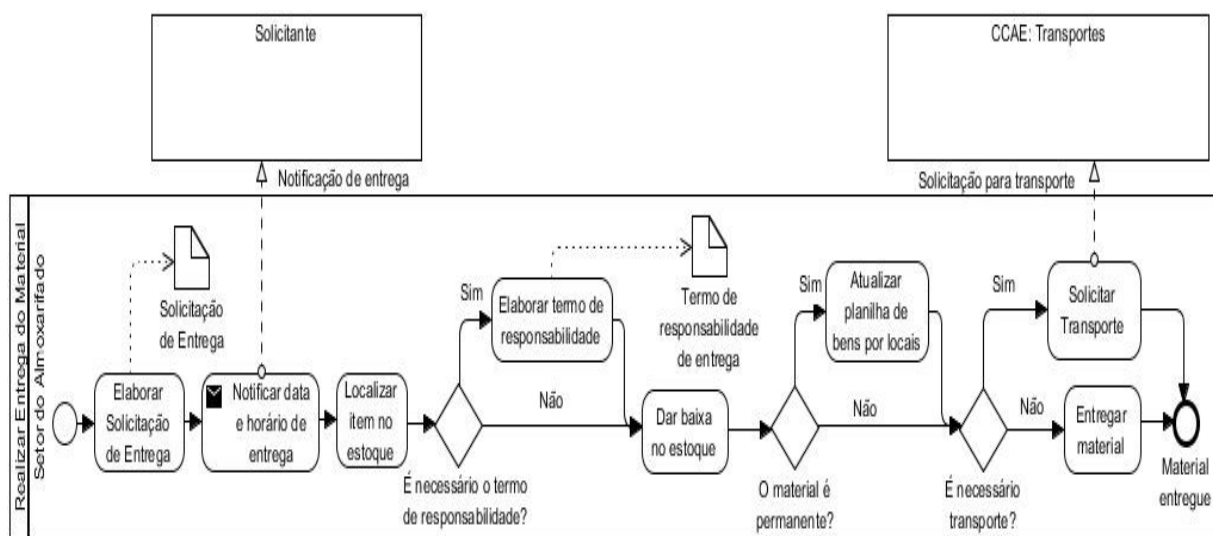 Solicitante
CCAE: Transportes
Notificação de entrega
Solicitação para transporte
Realizar Entrega do Material
Setor do Almoxarifado
Solicitação
de Entrega
Sim
Elaborar termo de
responsabilidade
Termo de
responsabilidade
de entrega
Sim
Atualizar
planilha de
bens por locais
Sim
Solicitar
Transporte
Elaborar
Solicitação
de Entrega
Notificar data
e horário de
entrega
Localizar
item no
estoque
Não
Dar baixa
no estoque
Não
Não
Entregar
material
É necessário o termo
de responsabilidade?
O material é
permanente?
É necessário
transporte?
Material
entregue